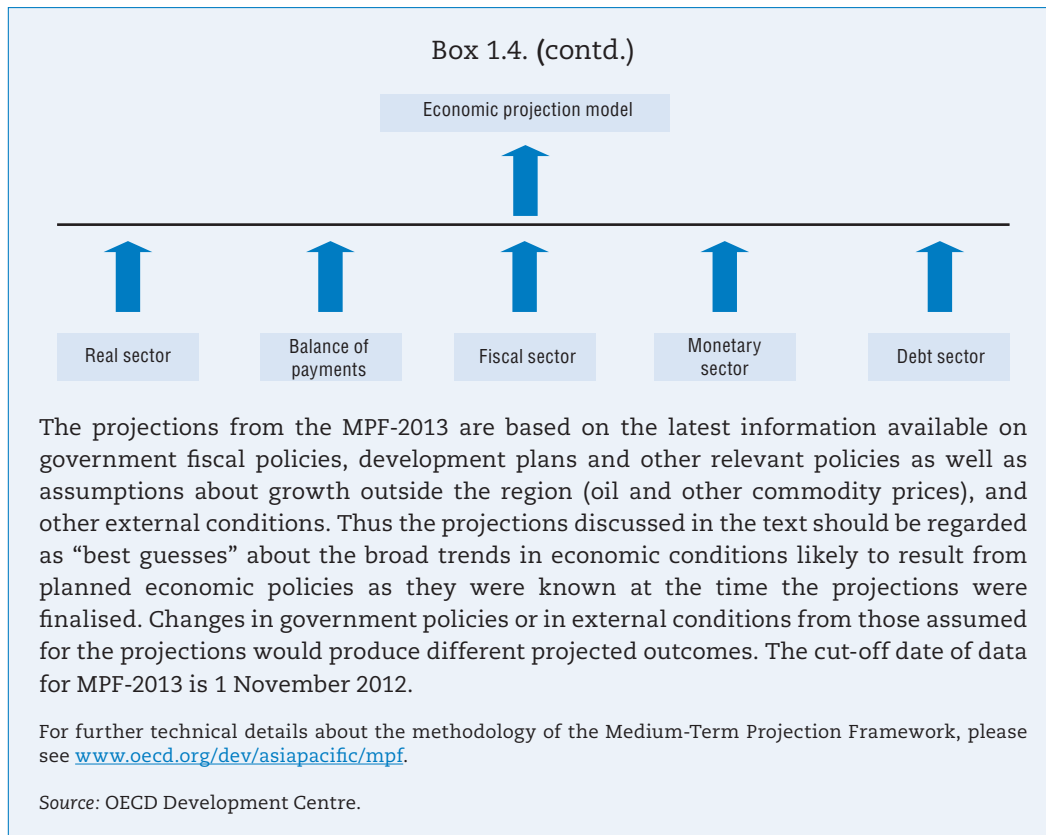 Box 1.4. (contd.)
Economic projection model
Real sector
Balance of
payments
Fiscal sector
Monetary
sector
Debt sector
The projections from the MPF-2013 are based on the latest information available on
government fiscal policies, development plans and other relevant policies as well as
assumptions about growth outside the region (oil and other commodity prices), and
other external conditions. Thus the projections discussed in the text should be regarded
as “best guesses” about the broad trends in economic conditions likely to result from
planned economic policies as they were known at the time the projections were
finalised. Changes in government policies or in external conditions from those assumed
for the projections would produce different projected outcomes. The cut-off date of data
for MPF-2013 is 1 November 2012.
For further technical details about the methodology of the Medium-Term Projection Framework, please
see www.oecd.org/dev/asiapacific/mpf.
Source: OECD Development Centre.